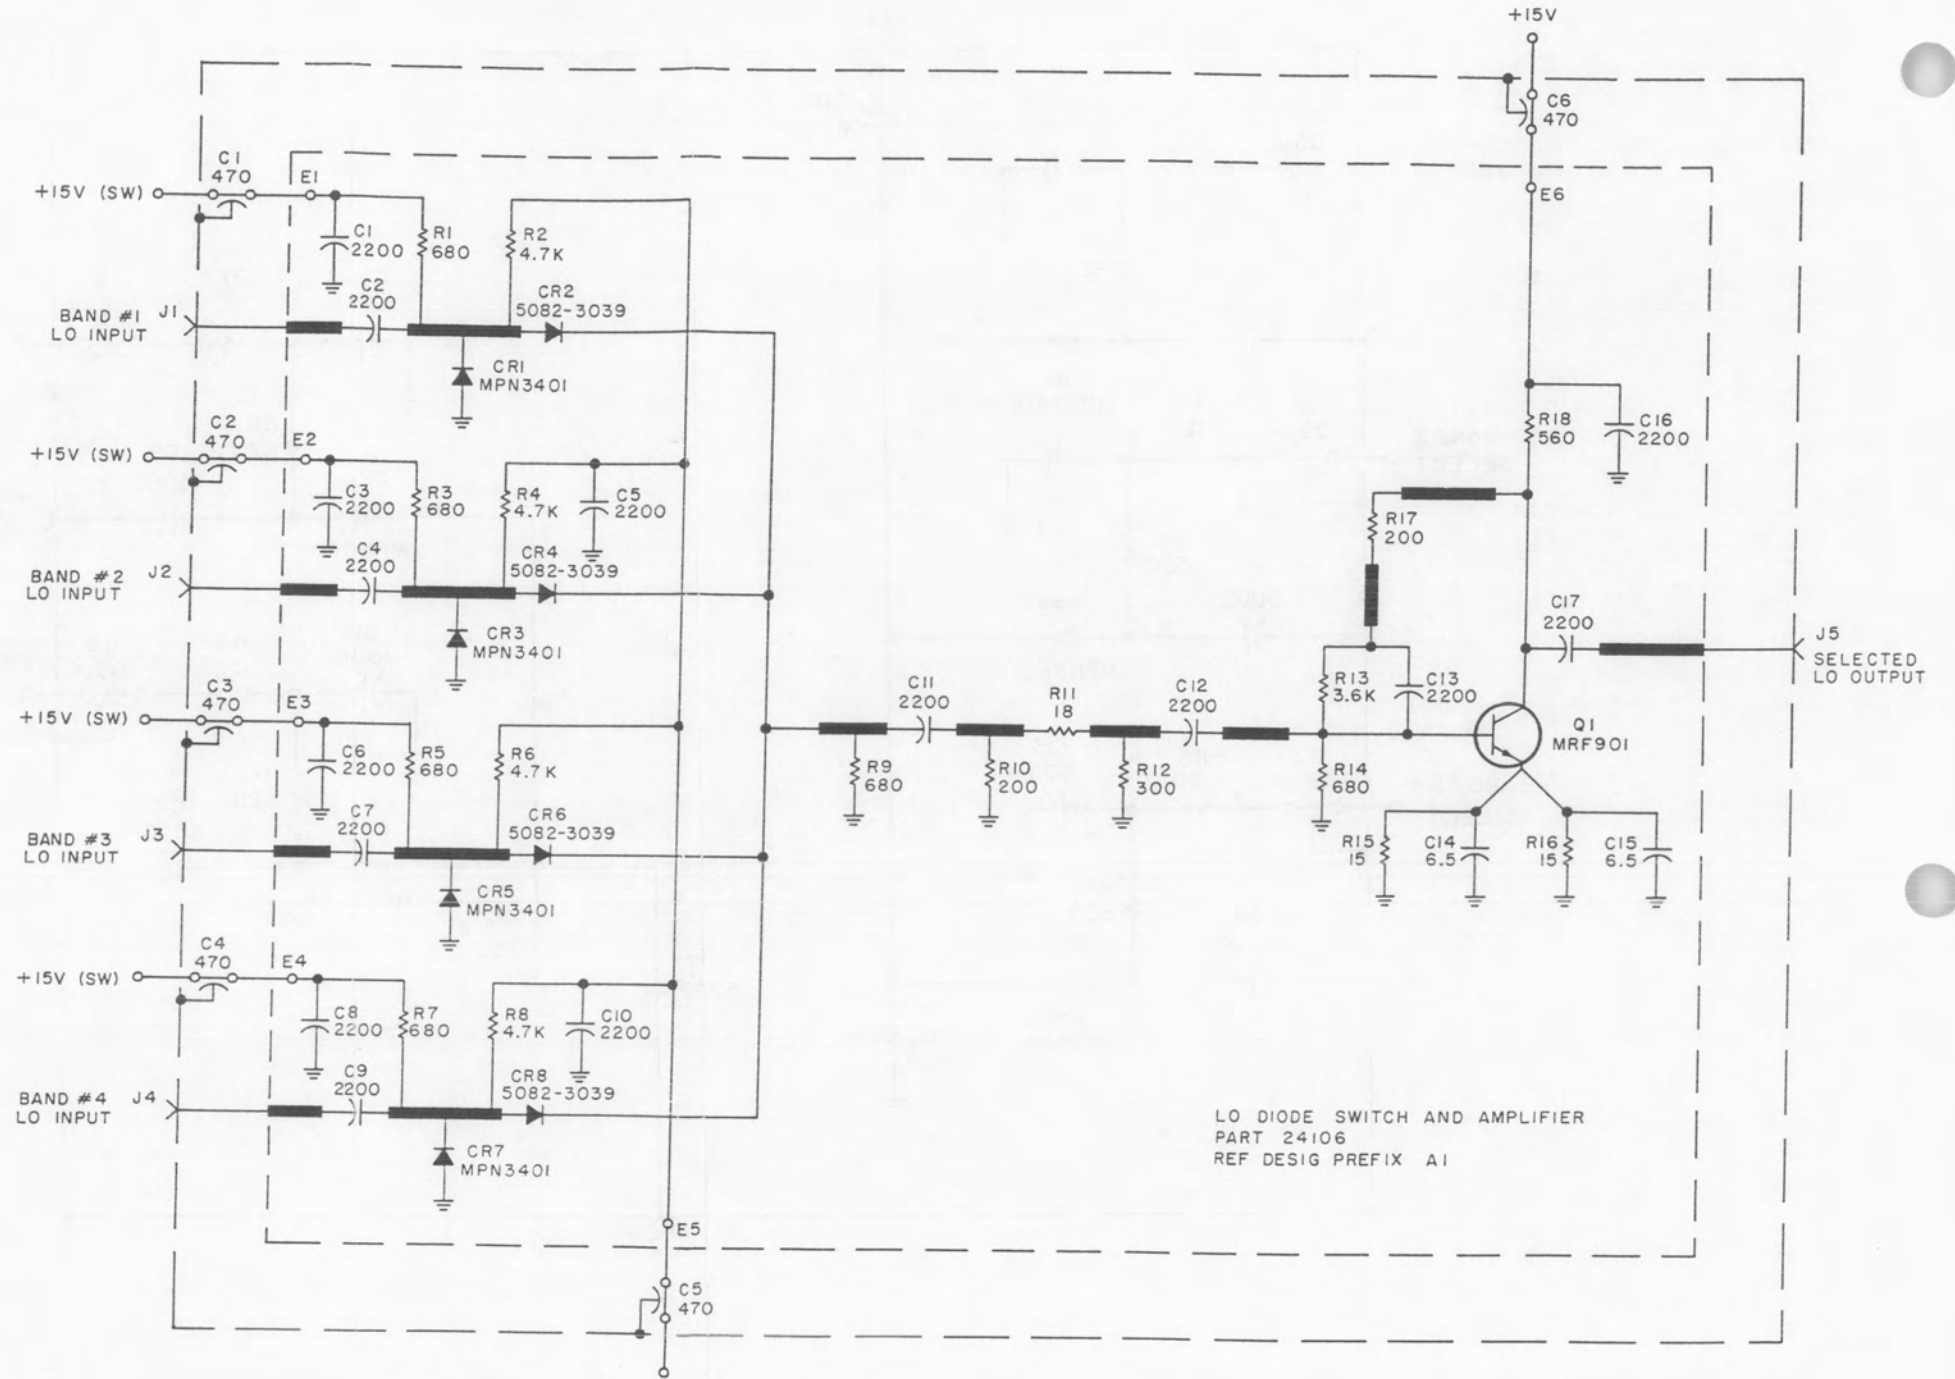 +15V
C6
470
E6
C1
470
E1
+15V (SW)
C1
2200
R1
680
R2
4.7K
C2
2200
CR2
5082-3039
BAND #1
LO INPUT
J1
CR1
MPN3401
R18
560
C16
2200
C2
470
E2
+15V (SW)
C3
2200
R3
680
R4
4.7K
C5
2200
R17
200
C4
2200
CR4
5082-3039
BAND #2
LO INPUT
J2
CR3
MPN3401
C17
2200
J5
SELECTED
LO OUTPUT
C3
470
E3
+15V (SW)
C6
2200
R5
680
R6
4.7K
C11
2200
R11
18
C12
2200
R13
3.6K
C13
2200
Q1
MRF901
R9
680
R10
200
R12
300
R14
680
C7
2200
CR6
5082-3039
BAND #3
LO INPUT
J3
R15
15
C14
6.5
R16
15
C15
6.5
CR5
MPN3401
C4
470
E4
+15V (SW)
C8
2200
R7
680
R8
4.7K
C10
2200
C9
2200
CR8
5082-3039
BAND #4
LO INPUT
J4
CR7
MPN3401
LO DIODE SWITCH AND AMPLIFIER
PART 24106
REF DESIG PREFIX A1
E5
C5
470